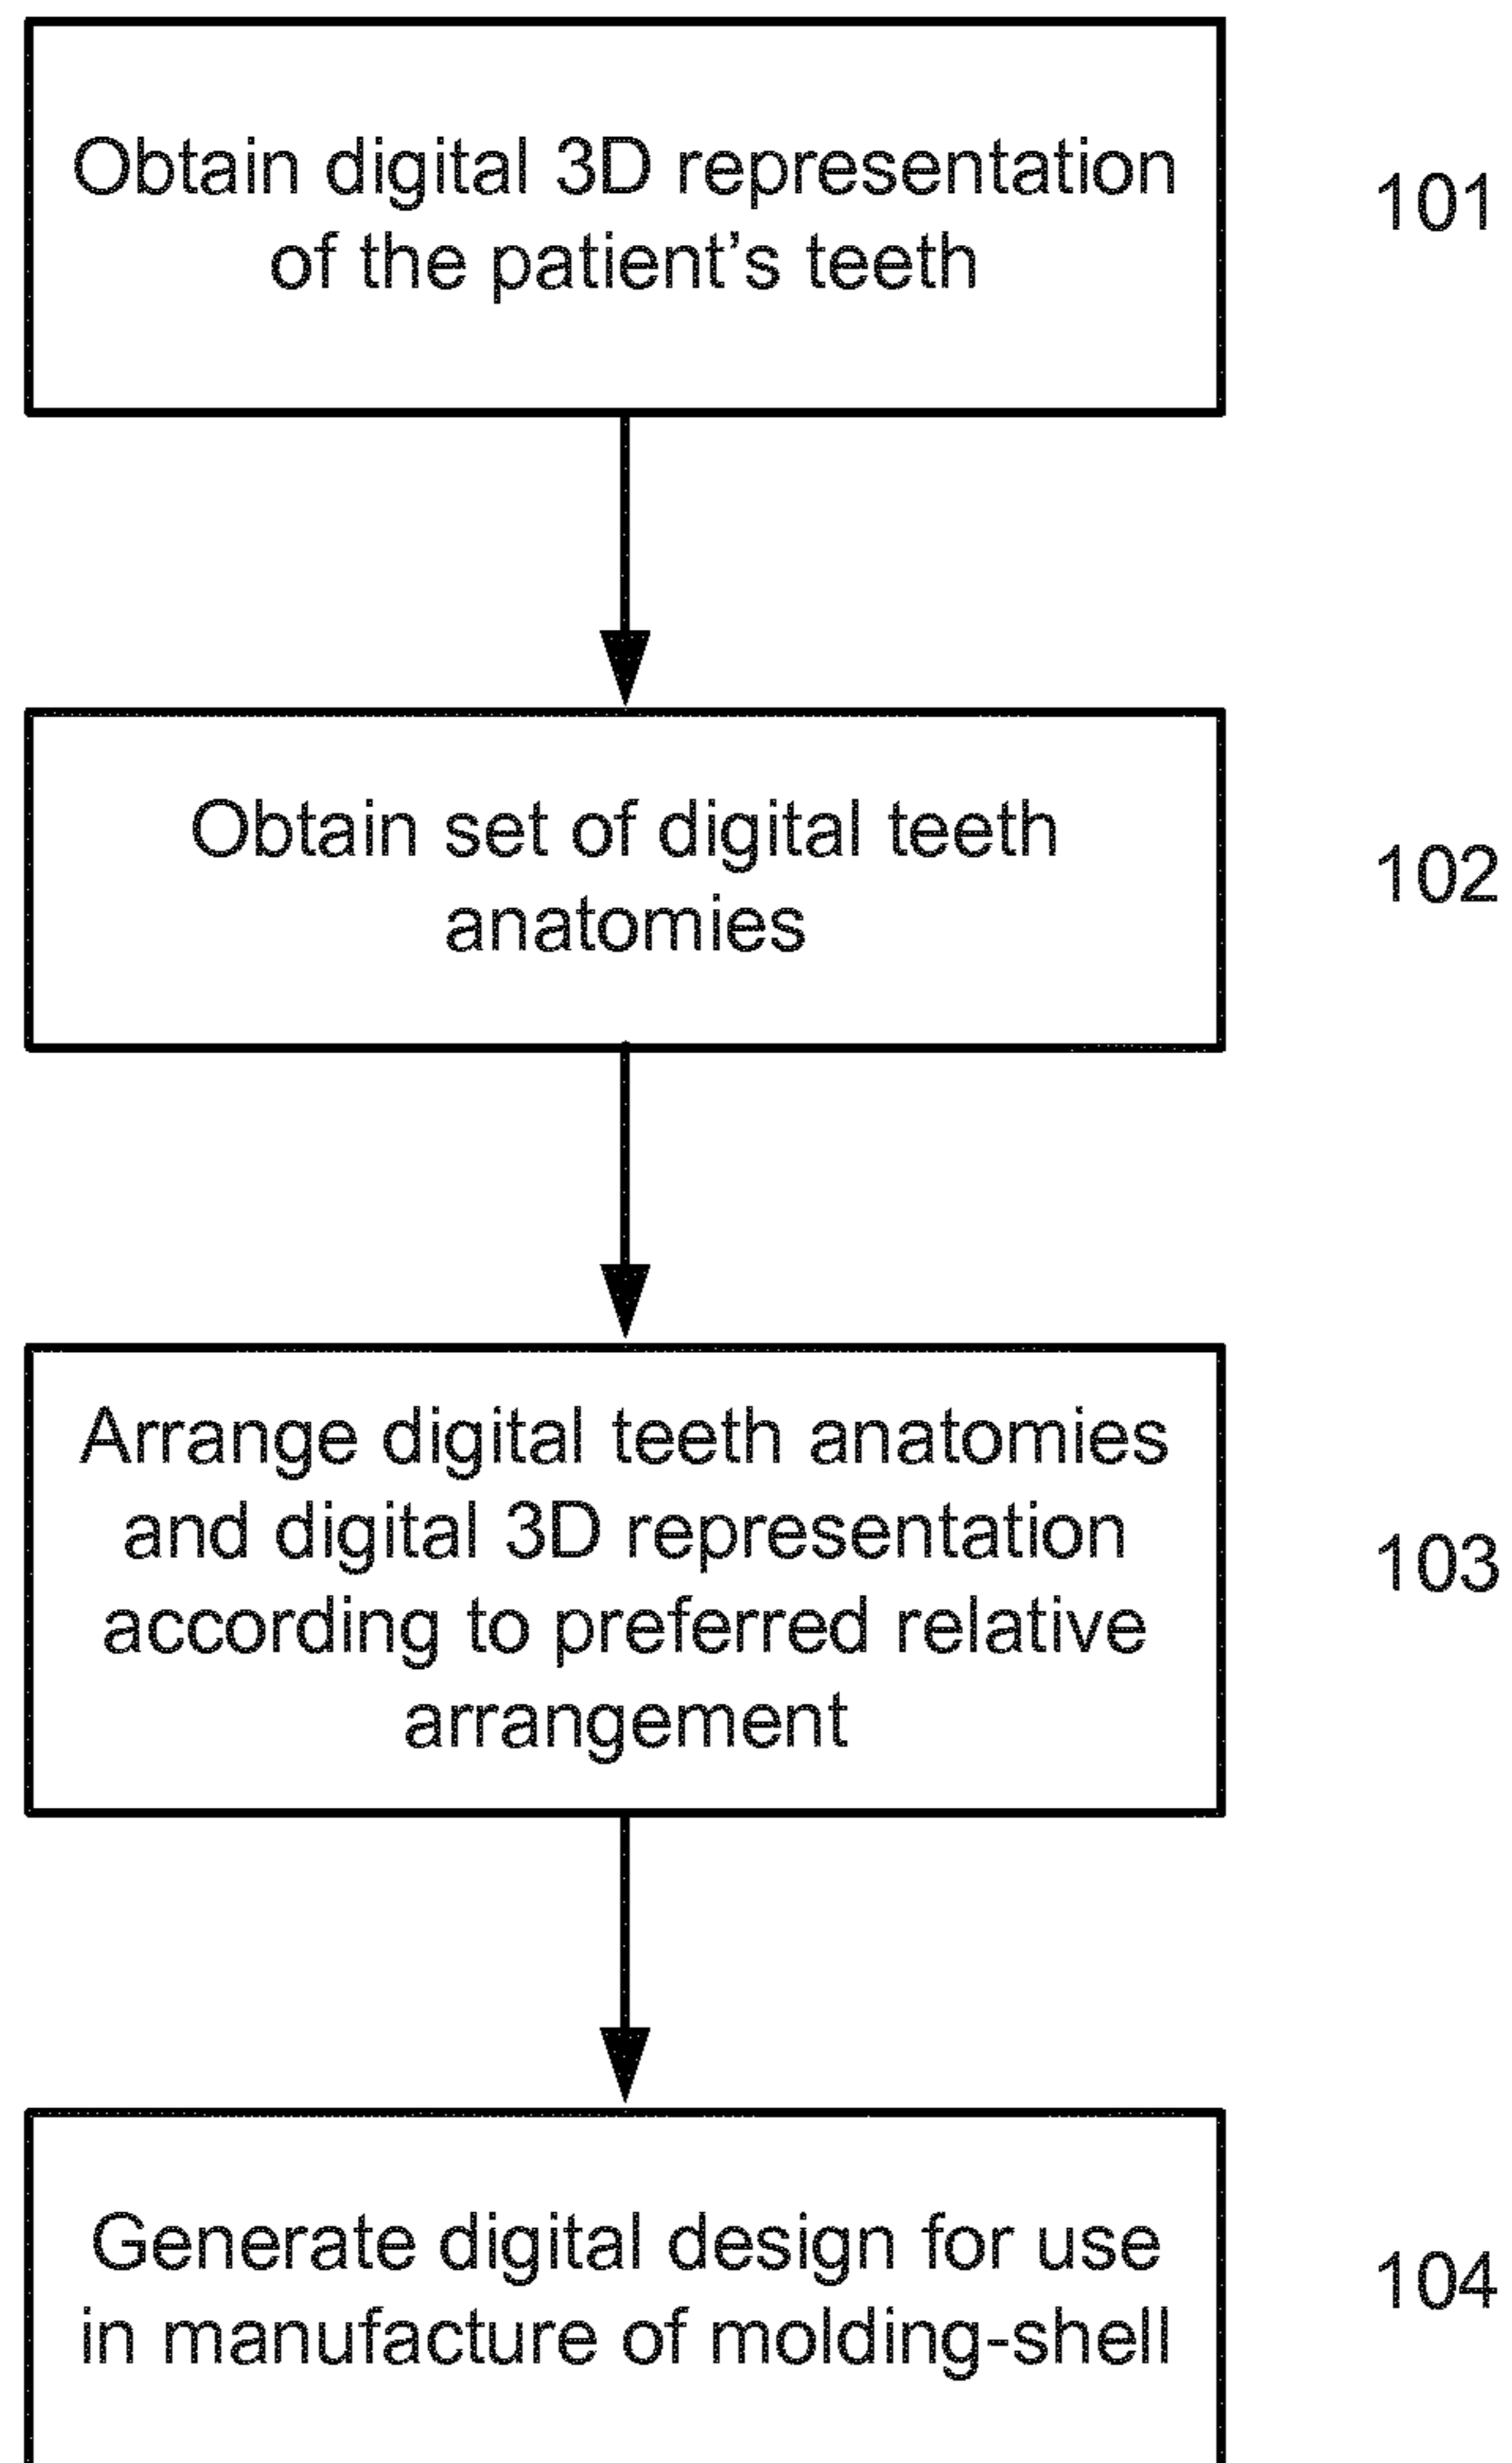 Obtain digital 3D representation
of the patient's teeth
101
Obtain set of digital teeth
anatomies
102
Arrange digital teeth anatomies
and digital 3D representation
according to preferred relative
arrangement
103
Generate digital design for use
in manufacture of molding-shell
104